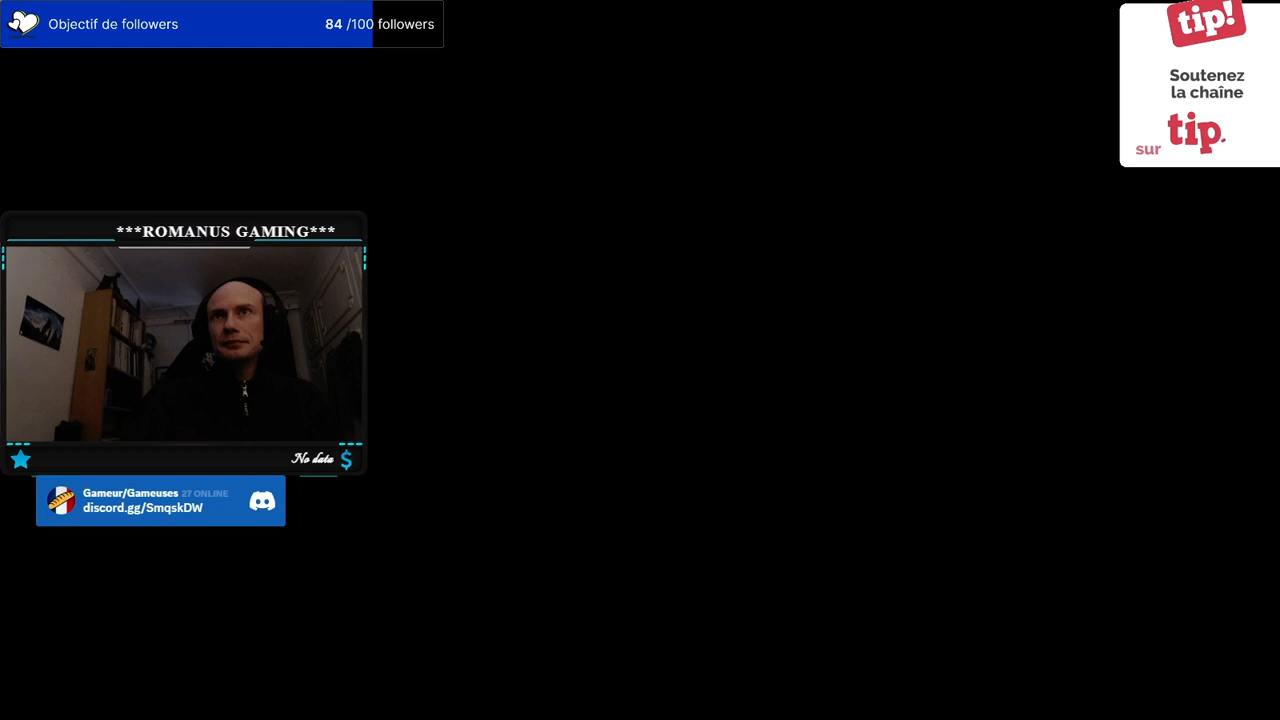 Objectif de followers
84 /100 followers
tip!
Soutenez
la chaîne
sur tip.
***ROMANUS GAMING***
No data $
Gameur/Gameuses 27 ONLINE
discord.gg/SmqskDW